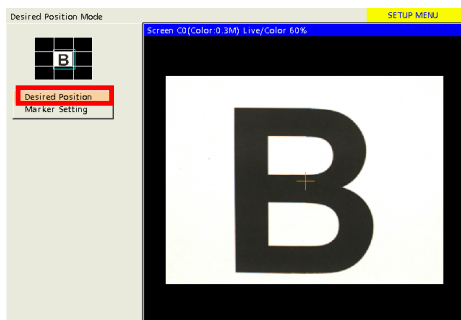 Desired Position Mode
SETUP MENU
Screen C0(Color:0.3M) Live/Color 60%
B
Desired Position
Marker Setting
B